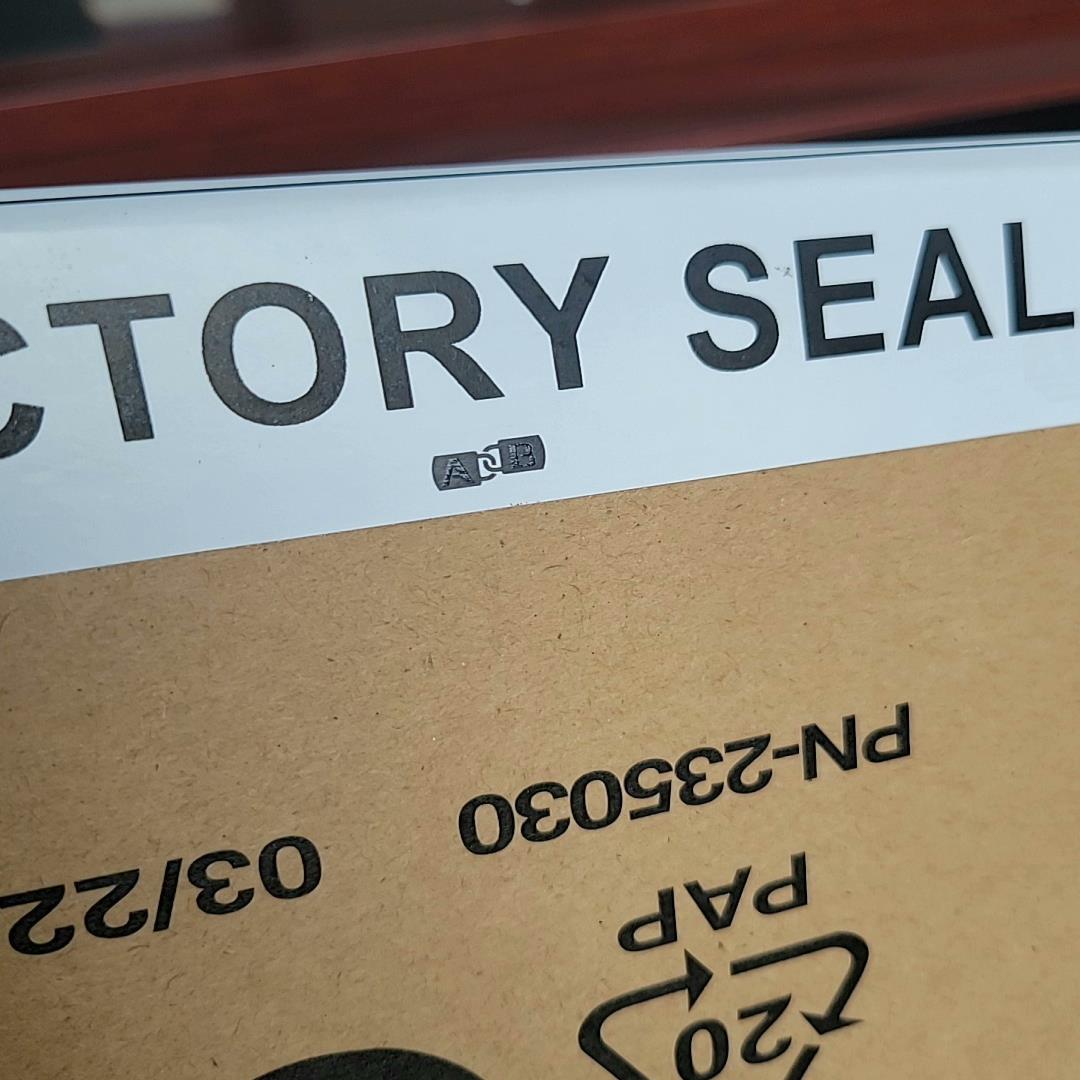 CTORY SEAL
A B
PN-235030
03/22
PAP
20